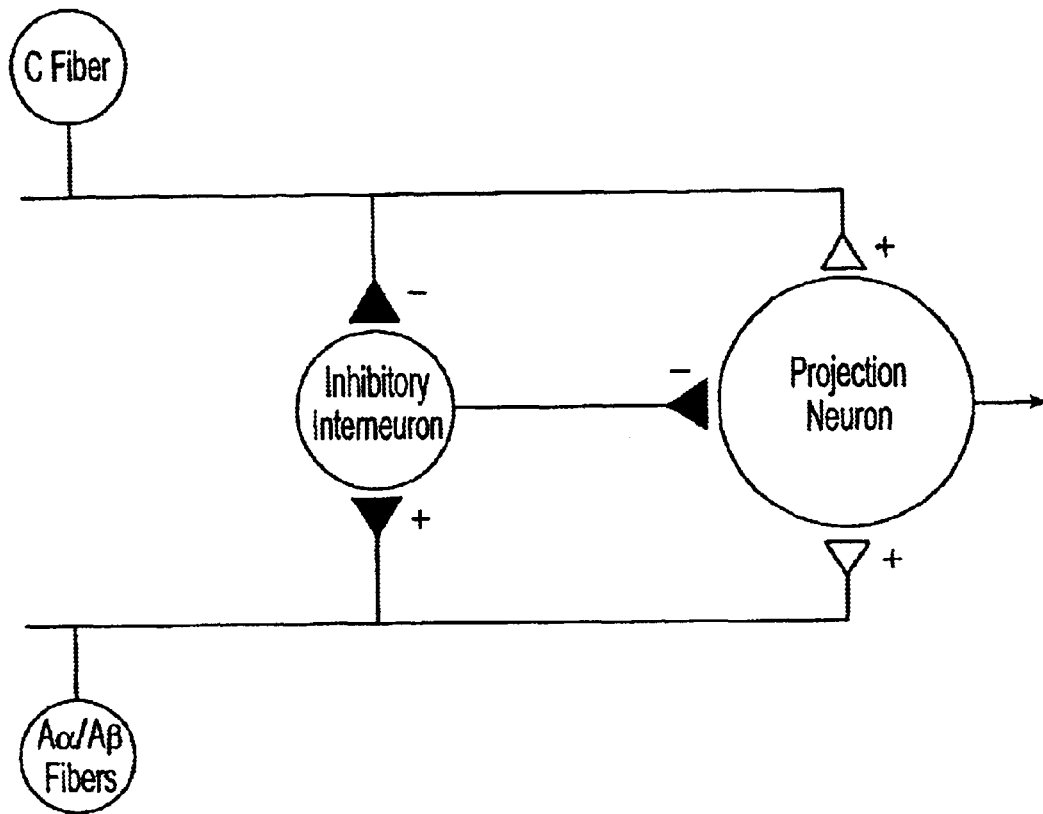 C Fiber
+
−
Inhibitory
Interneuron
−
Projection
Neuron
+
+
Aα/Aβ
Fibers